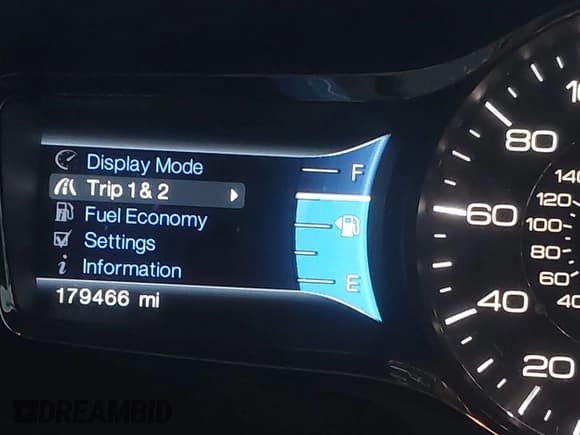 Display Mode
Trip 1 & 2
Fuel Economy
Settings
Information
179466 mi
F
E
80
60
40
20
140
120
100
80
60
DREAMBID